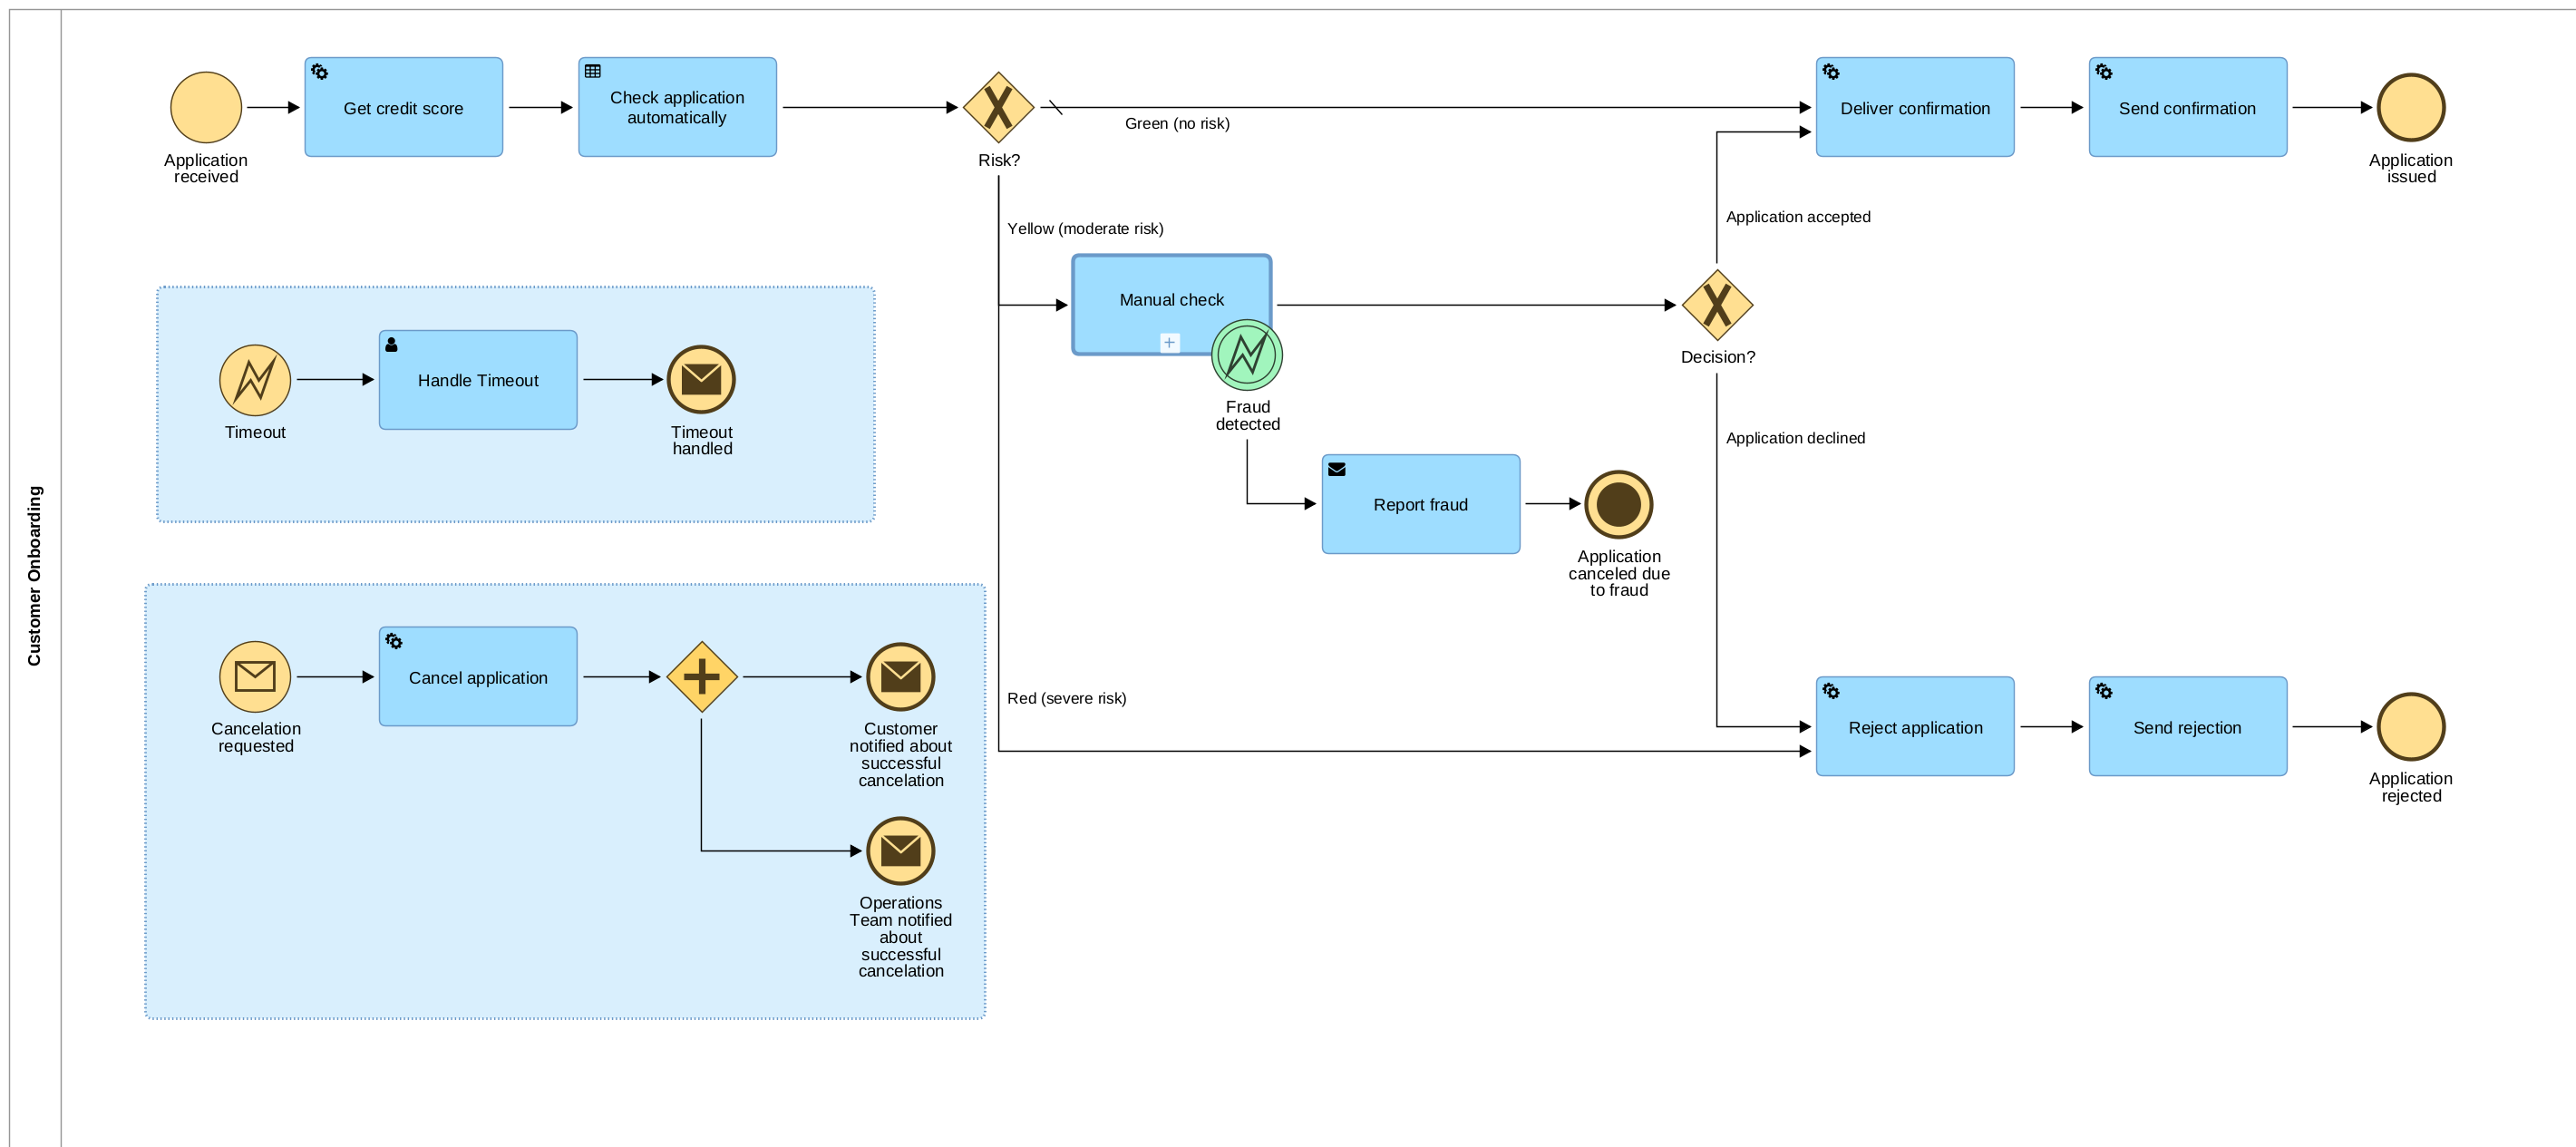 Customer Onboarding
Application
received
Get credit score
Check application
automatically
Risk?
Green (no risk)
Deliver confirmation
Send confirmation
Application
issued
Yellow (moderate risk)
Manual check
Fraud
detected
Decision?
Application accepted
Application declined
Report fraud
Application
canceled due
to fraud
Timeout
Handle Timeout
Timeout
handled
Cancelation
requested
Cancel application
Customer
notified about
successful
cancelation
Operations
Team notified
about
successful
cancelation
Red (severe risk)
Reject application
Send rejection
Application
rejected